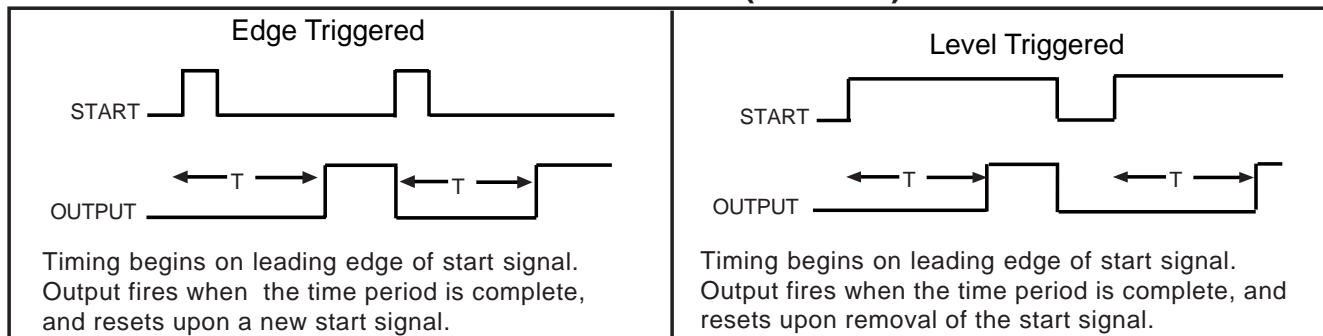 Edge Triggered
START
T
T
OUTPUT
Timing begins on leading edge of start signal.
Output fires when the time period is complete,
and resets upon a new start signal.
Level Triggered
START
T
T
OUTPUT
Timing begins on leading edge of start signal.
Output fires when the time period is complete, and
resets upon removal of the start signal.